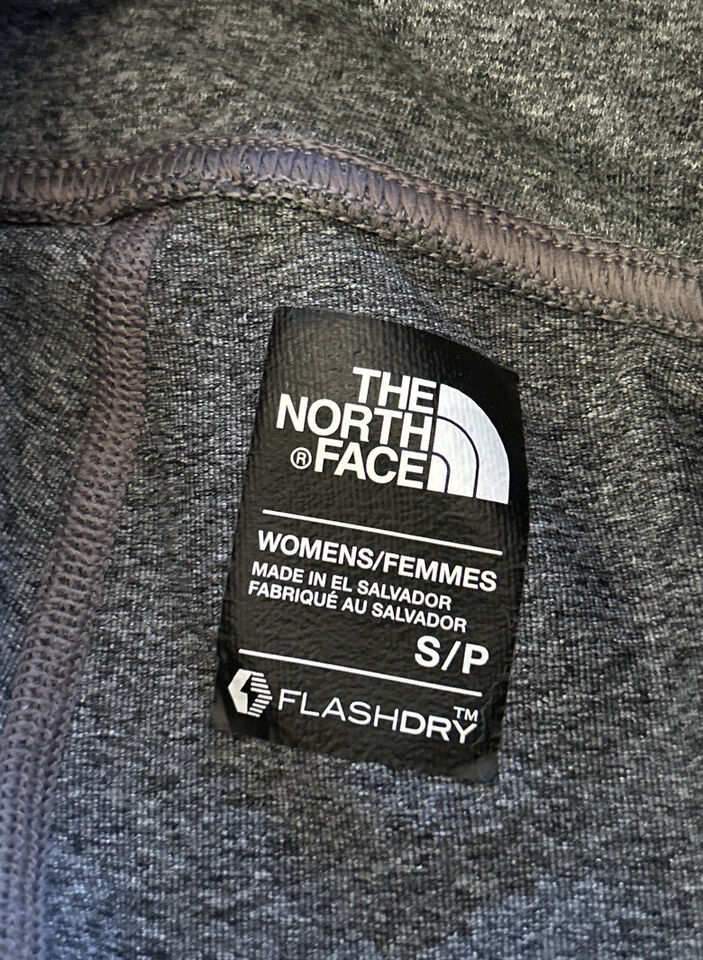 THE
NORTH
® FACE
WOMENS/FEMMES
MADE IN EL SALVADOR
FABRIQUÉ AU SALVADOR
S/P
FLASHDRY™